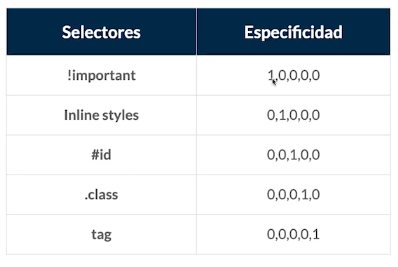 Selectores Especificidad
!important 1,0,0,0,0
Inline styles 0,1,0,0,0
#id 0,0,1,0,0
.class 0,0,0,1,0
tag 0,0,0,0,1